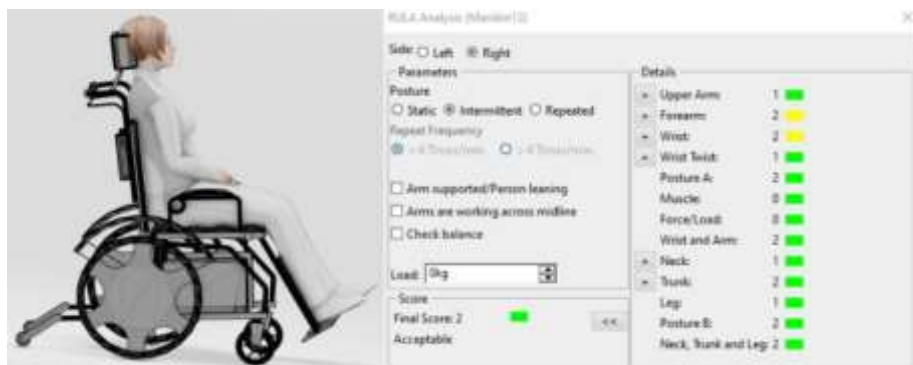 RULA Analysis (Manikin1)
Side: Left Right
Parameters
Posture
Static Intermittent Repeated
Repeat Frequency
Arm supported/Person leaning
Arms are working across midline
Check balance
Load: 0kg
Score
Final Score: 2
<<
Acceptable
Details
Upper Arm: 1
Forearm: 2
Wrist: 2
Wrist Twist: 1
Posture A: 2
Muscle: 0
Force/Load: 0
Wrist and Arm: 2
Neck: 1
Trunk: 2
Leg: 1
Posture B: 2
Neck, Trunk and Leg: 2